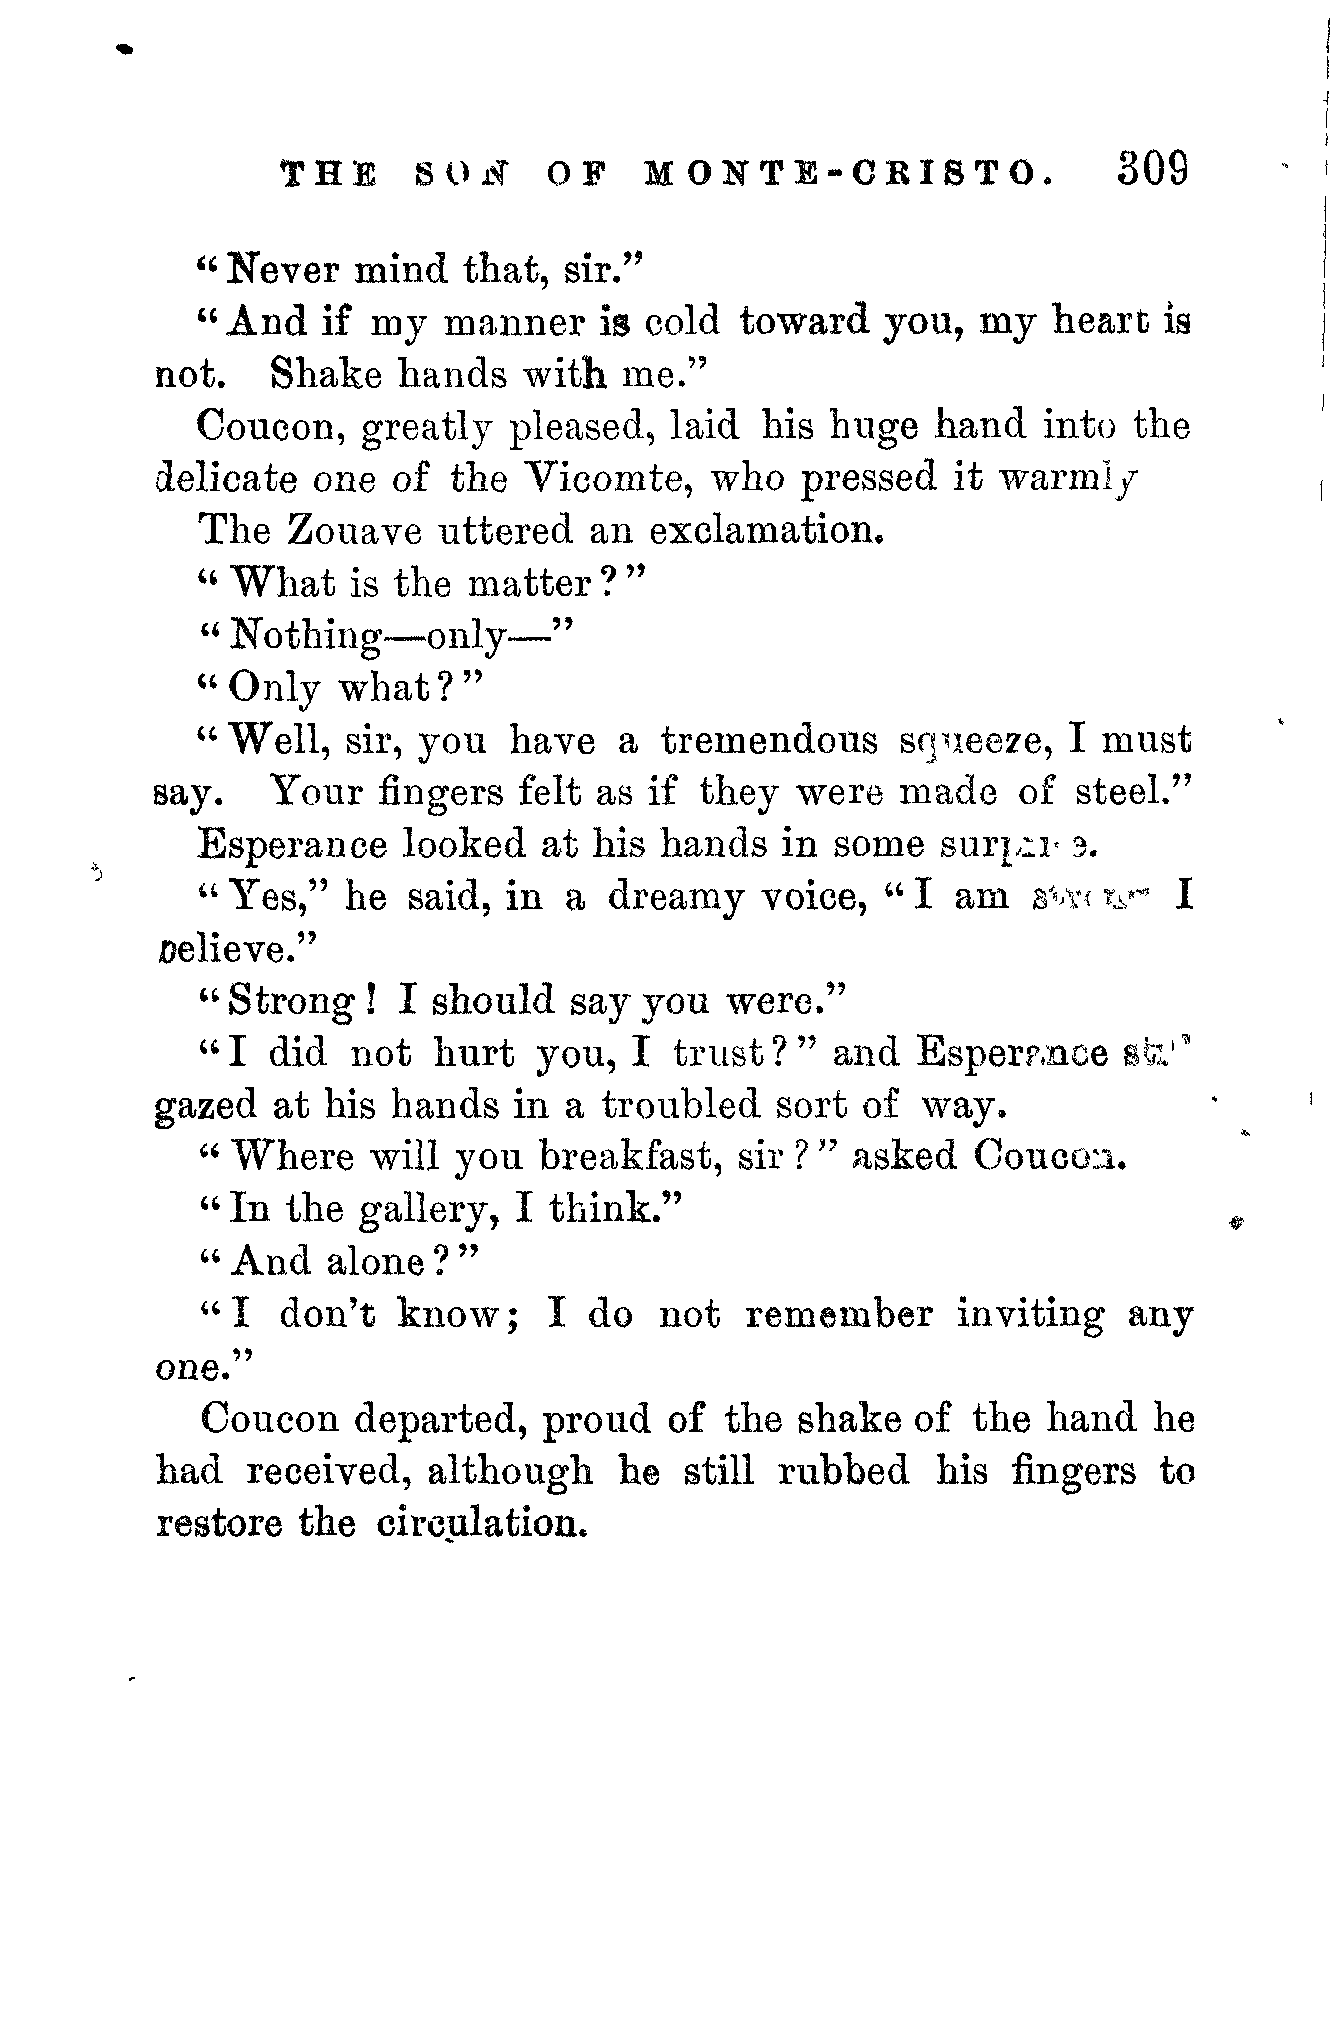 THE SON OF MONTE-CRISTO. 309
“Never mind that, sir.”
“And if my manner is cold toward you, my heart is
not. Shake hands with me.”
Coucon, greatly pleased, laid his huge hand into the
delicate one of the Vicomte, who pressed it warmly
The Zouave uttered an exclamation.
“What is the matter?”
“Nothing—only—”
“Only what?”
“Well, sir, you have a tremendous squeeze, I must
say. Your fingers felt as if they were made of steel.”
Esperance looked at his hands in some
“Yes,” he said, in a dreamy voice, “I am I
believe.”
“Strong! I should say you were.”
“I did not hurt you, I trust?” and Esperance
gazed at his hands in a troubled sort of way.
“Where will you breakfast, sir?” asked Coucon.
“In the gallery, I think.”
“And alone?”
“I don't know; I do not remember inviting any
one.”
Coucon departed, proud of the shake of the hand he
had received, although he still rubbed his fingers to
restore the circulation.